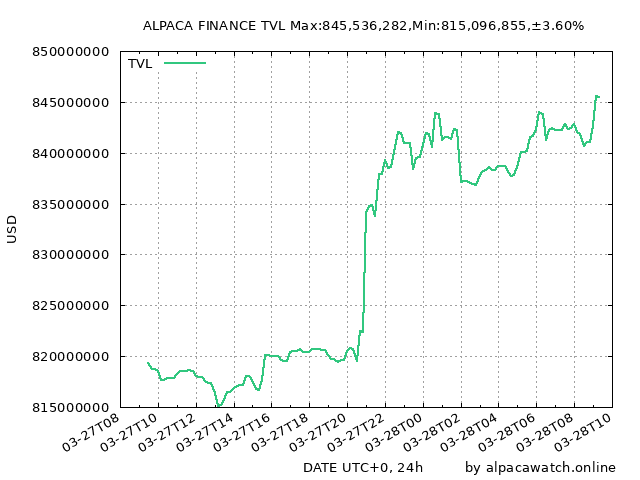 ALPACA FINANCE TVL Max:845,536,282,Min:815,096,855,±3.60%
TVL
850000000
845000000
840000000
835000000
830000000
825000000
820000000
815000000
USD
03-27T08
03-27T10
03-27T12
03-27T14
03-27T16
03-27T18
03-27T20
03-27T22
03-28T00
03-28T02
03-28T04
03-28T06
03-28T08
03-28T10
DATE UTC+0, 24h
by alpacawatch.online